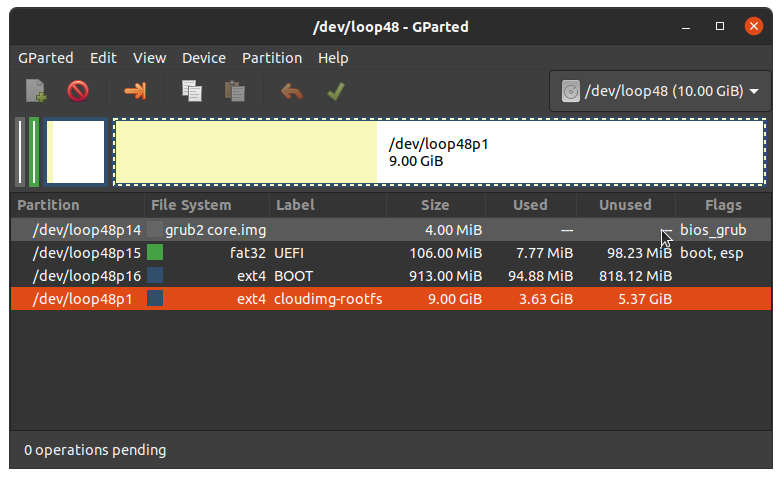 /dev/loop48 - GParted
GParted Edit View Device Partition Help
/dev/loop48 (10.00 GiB)
/dev/loop48p1
9.00 GiB
Partition File System Label Size Used Unused Flags
/dev/loop48p14 grub2 core.img 4.00 MiB --- --- bios_grub
/dev/loop48p15 fat32 UEFI 106.00 MiB 7.77 MiB 98.23 MiB boot, esp
/dev/loop48p16 ext4 BOOT 913.00 MiB 94.88 MiB 818.12 MiB
/dev/loop48p1 ext4 cloudimg-rootfs 9.00 GiB 3.63 GiB 5.37 GiB
0 operations pending